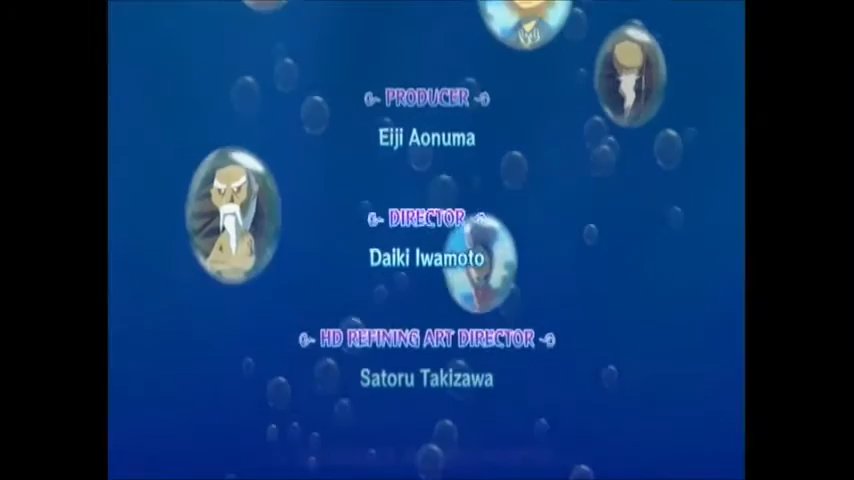 PRODUCER
Eiji Aonuma
DIRECTOR
Daiki Iwamoto
HD REFINING ART DIRECTOR
Satoru Takizawa